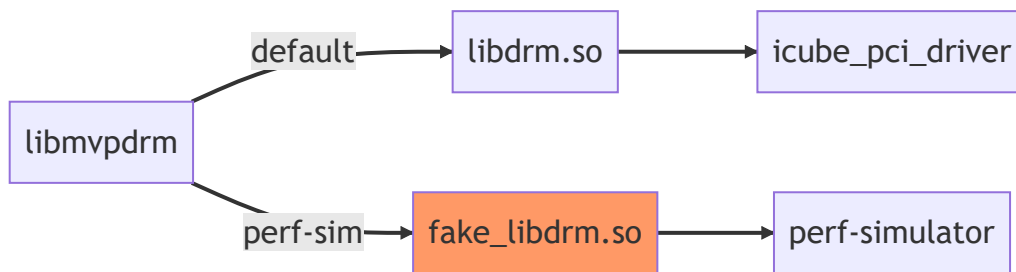 default
libdrm.so
icube_pci_driver
libmvpdrm
perf-sim
fake_libdrm.so
perf-simulator